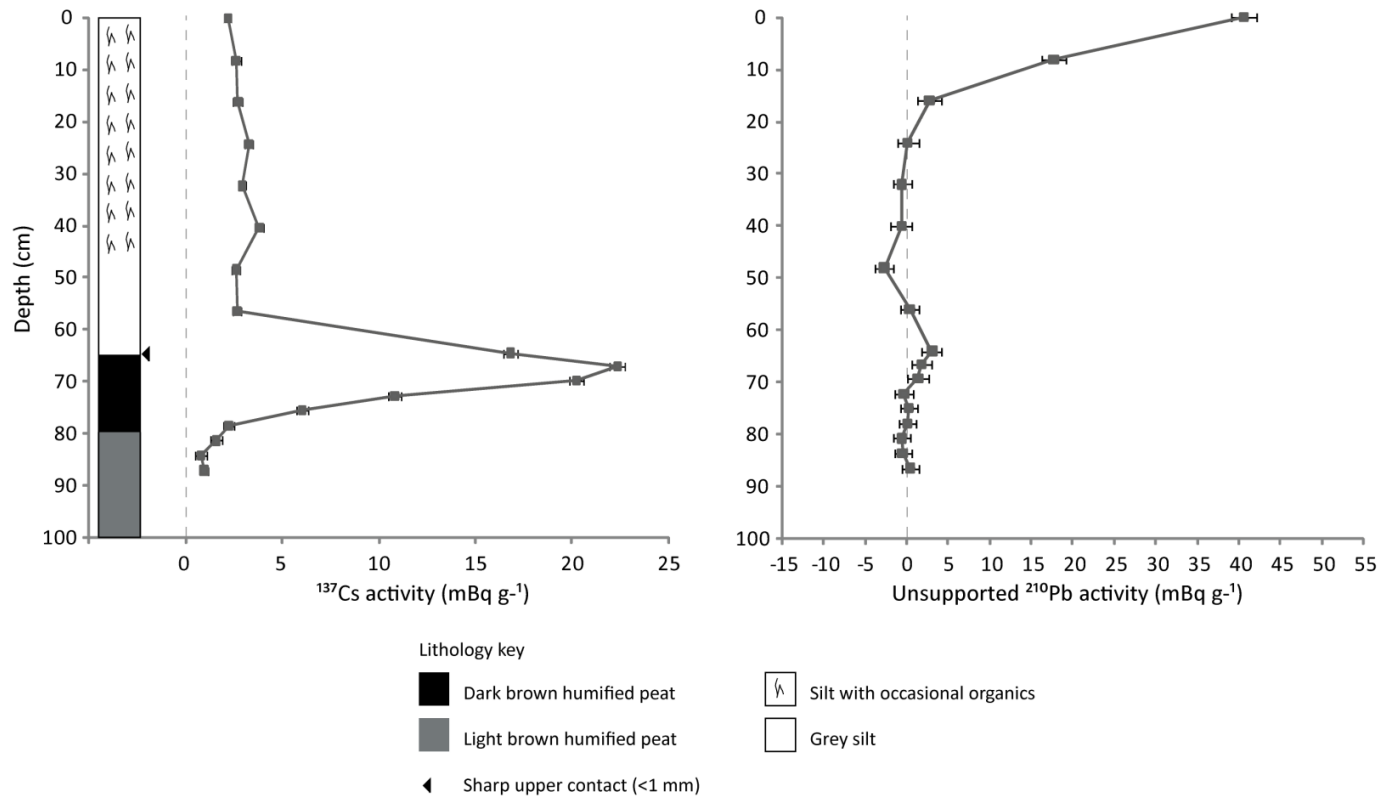 0
10
20
30
40
50
60
70
80
90
100
Depth (cm)
0 5 10 15 20 25
¹³⁷Cs activity (mBq g-¹)
0
10
20
30
40
50
60
70
80
90
100
-15 -10 -5 0 5 10 15 20 25 30 35 40 45 50 55
Unsupported ²¹⁰Pb activity (mBq g-¹)
Lithology key
Dark brown humified peat
Silt with occasional organics
Light brown humified peat
Grey silt
Sharp upper contact (<1 mm)